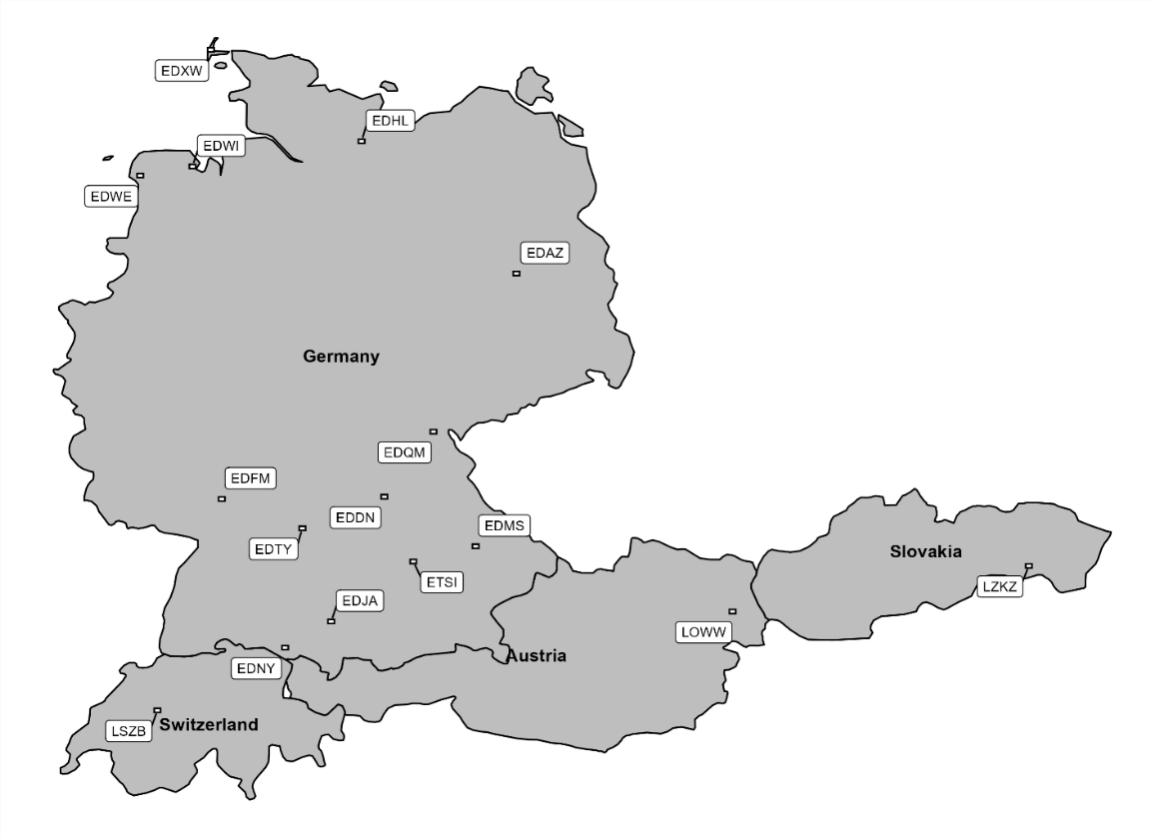 EDXW
EDHL
EDWI
EDWE
EDAZ
Germany
EDQM
EDFM
EDDN
EDMS
EDTY
Slovakia
ETSI
LZKZ
EDJA
LOWW
Austria
EDNY
Switzerland
LSZB